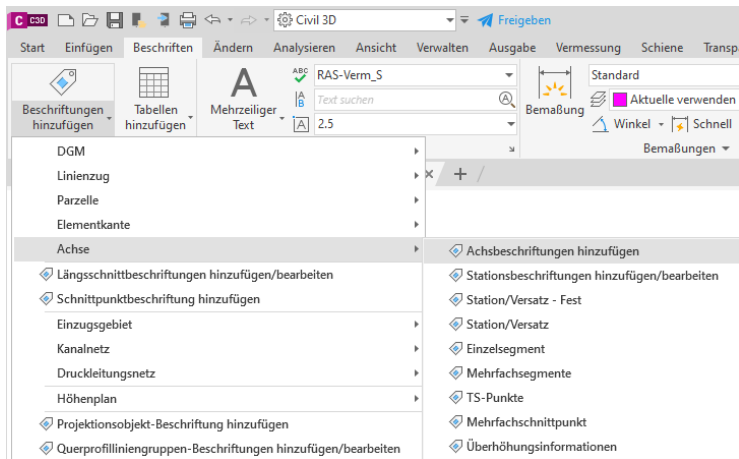 C C3D Civil 3D Freigeben
Start Einfügen Beschriften Ändern Analysieren Ansicht Verwalten Ausgabe Vermessung Schiene
Beschriftungen hinzufügen
Tabellen hinzufügen
Mehrzeiliger Text
ABC RAS-Verm_S
Text suchen
2.5
Bemaßung
Standard
Aktuelle verwenden
Winkel Schnell
Bemaßungen
DGM
Linienzug
Parzelle
Elementkante
Achse
Längsschnittbeschriftungen hinzufügen/bearbeiten
Schnittpunktbeschriftung hinzufügen
Einzugsgebiet
Kanalnetz
Druckleitungsnetz
Höhenplan
Projektionsobjekt-Beschriftung hinzufügen
Querprofilliniengruppen-Beschriftungen hinzufügen/bearbeiten
Achsbeschriftungen hinzufügen
Stationsbeschriftungen hinzufügen/bearbeiten
Station/Versatz - Fest
Station/Versatz
Einzelsegment
Mehrfachsegmente
TS-Punkte
Mehrfachschnittpunkt
Überhöhungsinformationen